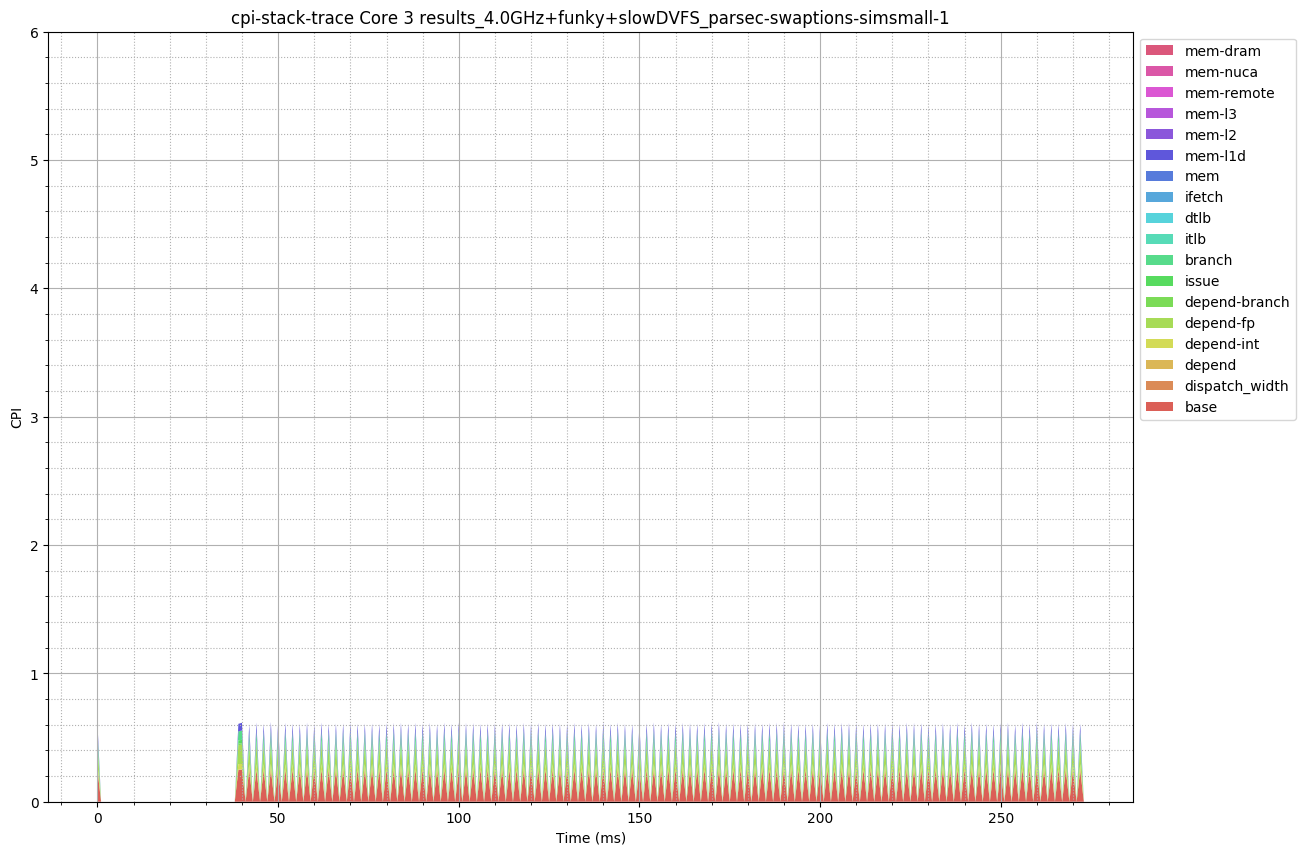 cpi-stack-trace Core 3 results_4.0GHz+funky+slowDVFS_parsec-swaptions-simsmall-1
6
5
4
3
2
1
0
CPI
0
50
100
150
200
250
Time (ms)
mem-dram
mem-nuca
mem-remote
mem-l3
mem-l2
mem-l1d
mem
ifetch
dtlb
itlb
branch
issue
depend-branch
depend-fp
depend-int
depend
dispatch_width
base